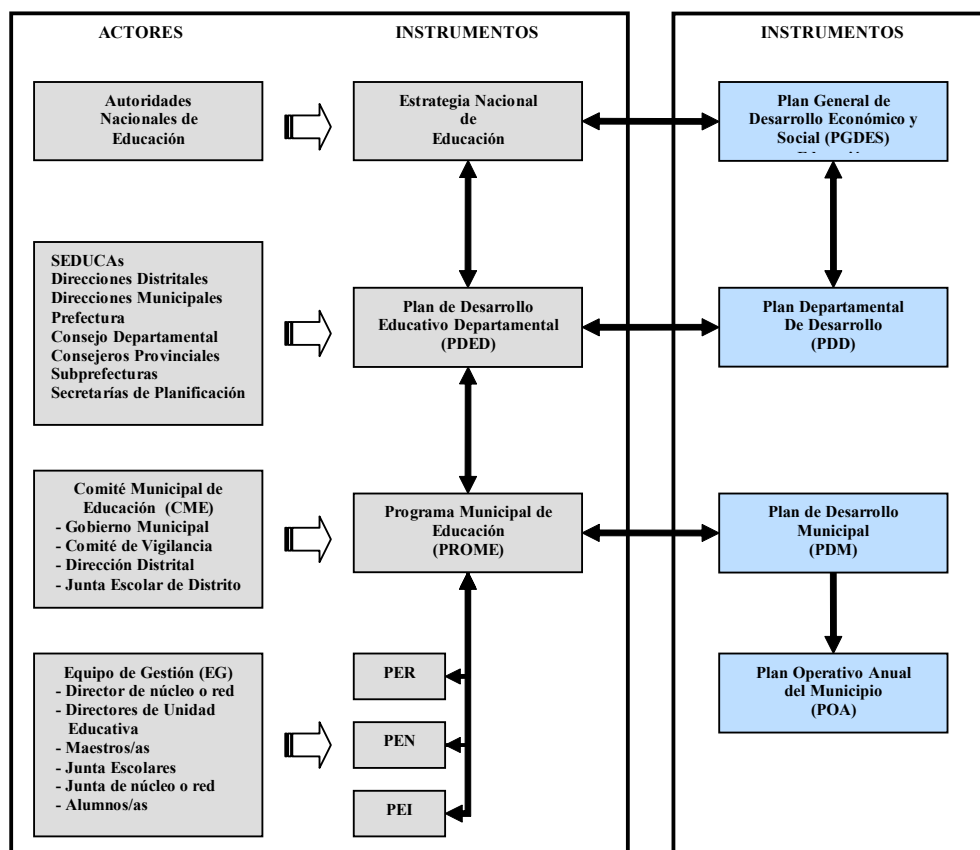 ACTORES
INSTRUMENTOS
INSTRUMENTOS
Autoridades
Nacionales de
Educación
Estrategia Nacional
de
Educación
Plan General de
Desarrollo Económico y
Social (PGDES)
SEDUCAs
Direcciones Distritales
Direcciones Municipales
Prefectura
Consejo Departamental
Consejeros Provinciales
Subprefecturas
Secretarías de Planificación
Plan de Desarrollo
Educativo Departamental
(PDED)
Plan Departamental
De Desarrollo
(PDD)
Comité Municipal de
Educación (CME)
- Gobierno Municipal
- Comité de Vigilancia
- Dirección Distrital
- Junta Escolar de Distrito
Programa Municipal de
Educación
(PROME)
Plan de Desarrollo
Municipal
(PDM)
Equipo de Gestión (EG)
- Director de núcleo o red
- Directores de Unidad
Educativa
- Maestros/as
- Junta Escolares
- Junta de núcleo o red
- Alumnos/as
PER
PEN
PEI
Plan Operativo Anual
del Municipio
(POA)